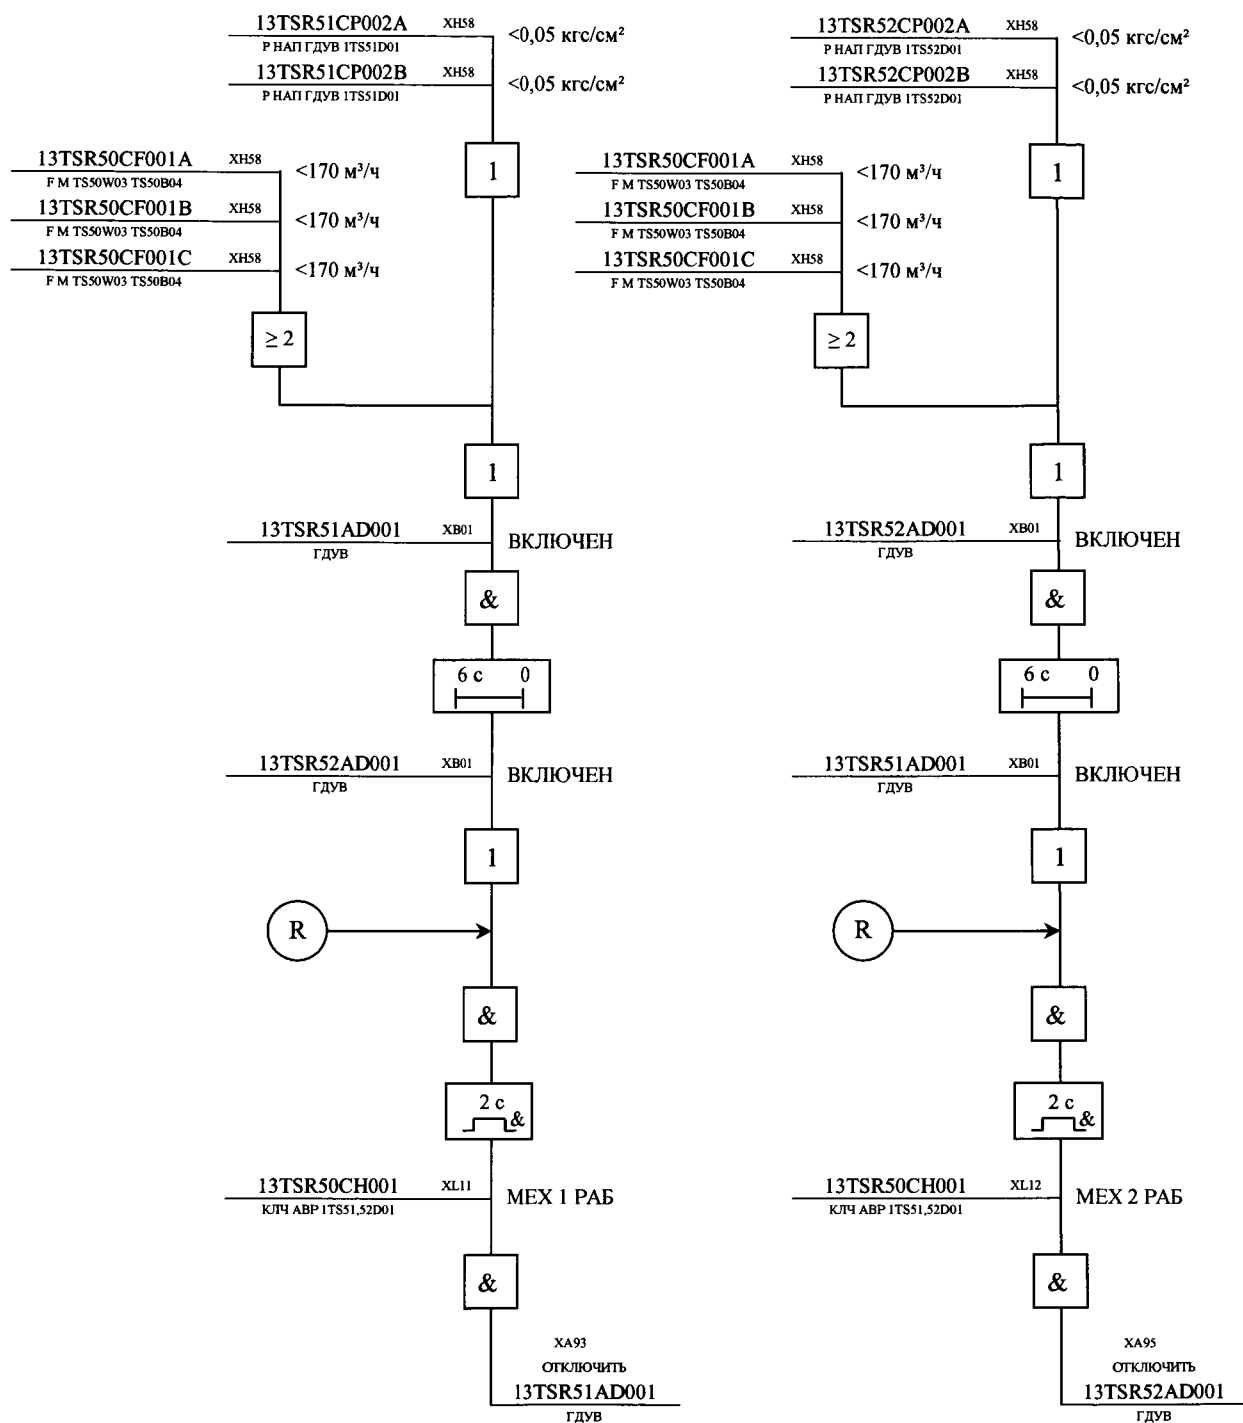 13TSR51CP002A XH58 <0,05 кгс/см²
Р НАП ГДУВ 1TS51D01
13TSR51CP002B XH58 <0,05 кгс/см²
Р НАП ГДУВ 1TS51D01
1
13TSR50CF001A XH58 <170 м³/ч
F M TS50W03 TS50B04
13TSR50CF001B XH58 <170 м³/ч
F M TS50W03 TS50B04
13TSR50CF001C XH58 <170 м³/ч
F M TS50W03 TS50B04
≥ 2
1
13TSR51AD001 XB01 ВКЛЮЧЕН
ГДУВ
&
6 с 0
13TSR52AD001 XB01 ВКЛЮЧЕН
ГДУВ
1
R
&
2 с
&
13TSR50CH001 XL11 МЕХ 1 РАБ
КЛЧ АВР 1TS51,52D01
&
XA93
ОТКЛЮЧИТЬ
13TSR51AD001
ГДУВ
13TSR52CP002A XH58 <0,05 кгс/см²
Р НАП ГДУВ 1TS52D01
13TSR52CP002B XH58 <0,05 кгс/см²
Р НАП ГДУВ 1TS52D01
1
13TSR50CF001A XH58 <170 м³/ч
F M TS50W03 TS50B04
13TSR50CF001B XH58 <170 м³/ч
F M TS50W03 TS50B04
13TSR50CF001C XH58 <170 м³/ч
F M TS50W03 TS50B04
≥ 2
1
13TSR52AD001 XB01 ВКЛЮЧЕН
ГДУВ
&
6 с 0
13TSR51AD001 XB01 ВКЛЮЧЕН
ГДУВ
1
R
&
2 с
&
13TSR50CH001 XL12 МЕХ 2 РАБ
КЛЧ АВР 1TS51,52D01
&
XA95
ОТКЛЮЧИТЬ
13TSR52AD001
ГДУВ